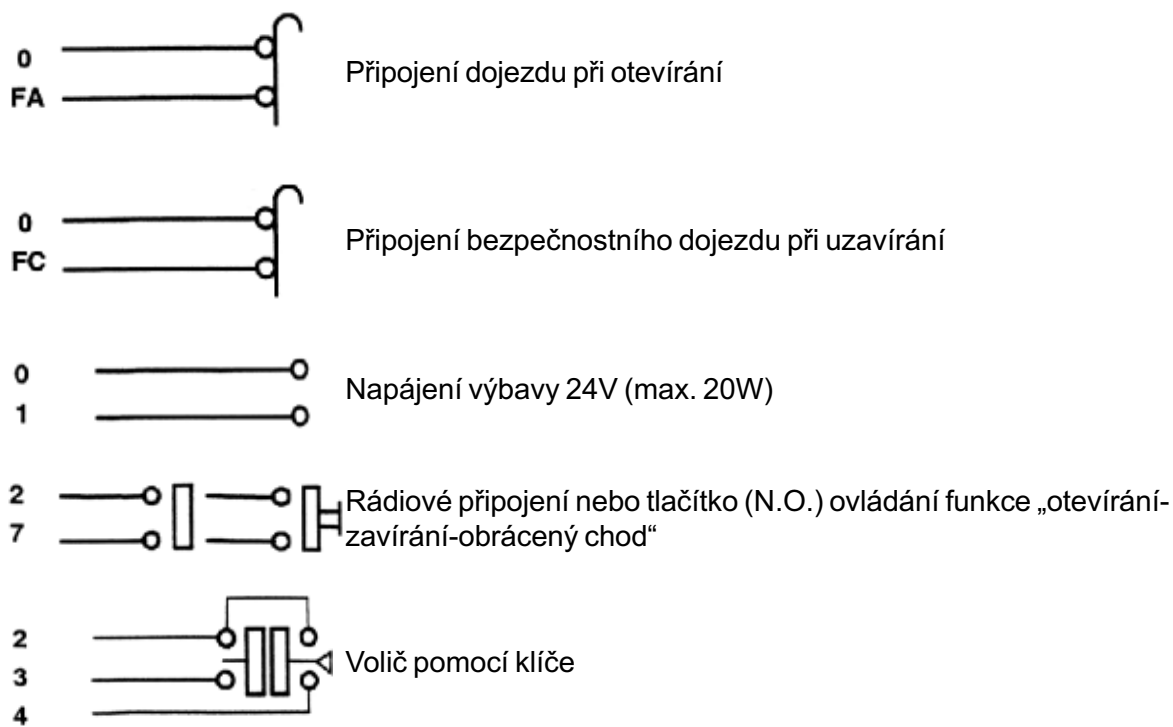 0
FA
Připojení dojezdu při otevírání
0
FC
Připojení bezpečnostního dojezdu při uzavírání
0
1
Napájení výbavy 24V (max. 20W)
2
7
Rádiové připojení nebo tlačítko (N.O.) ovládání funkce „otevírání-
zavírání-obrácený chod“
2
3
4
Volič pomocí klíče